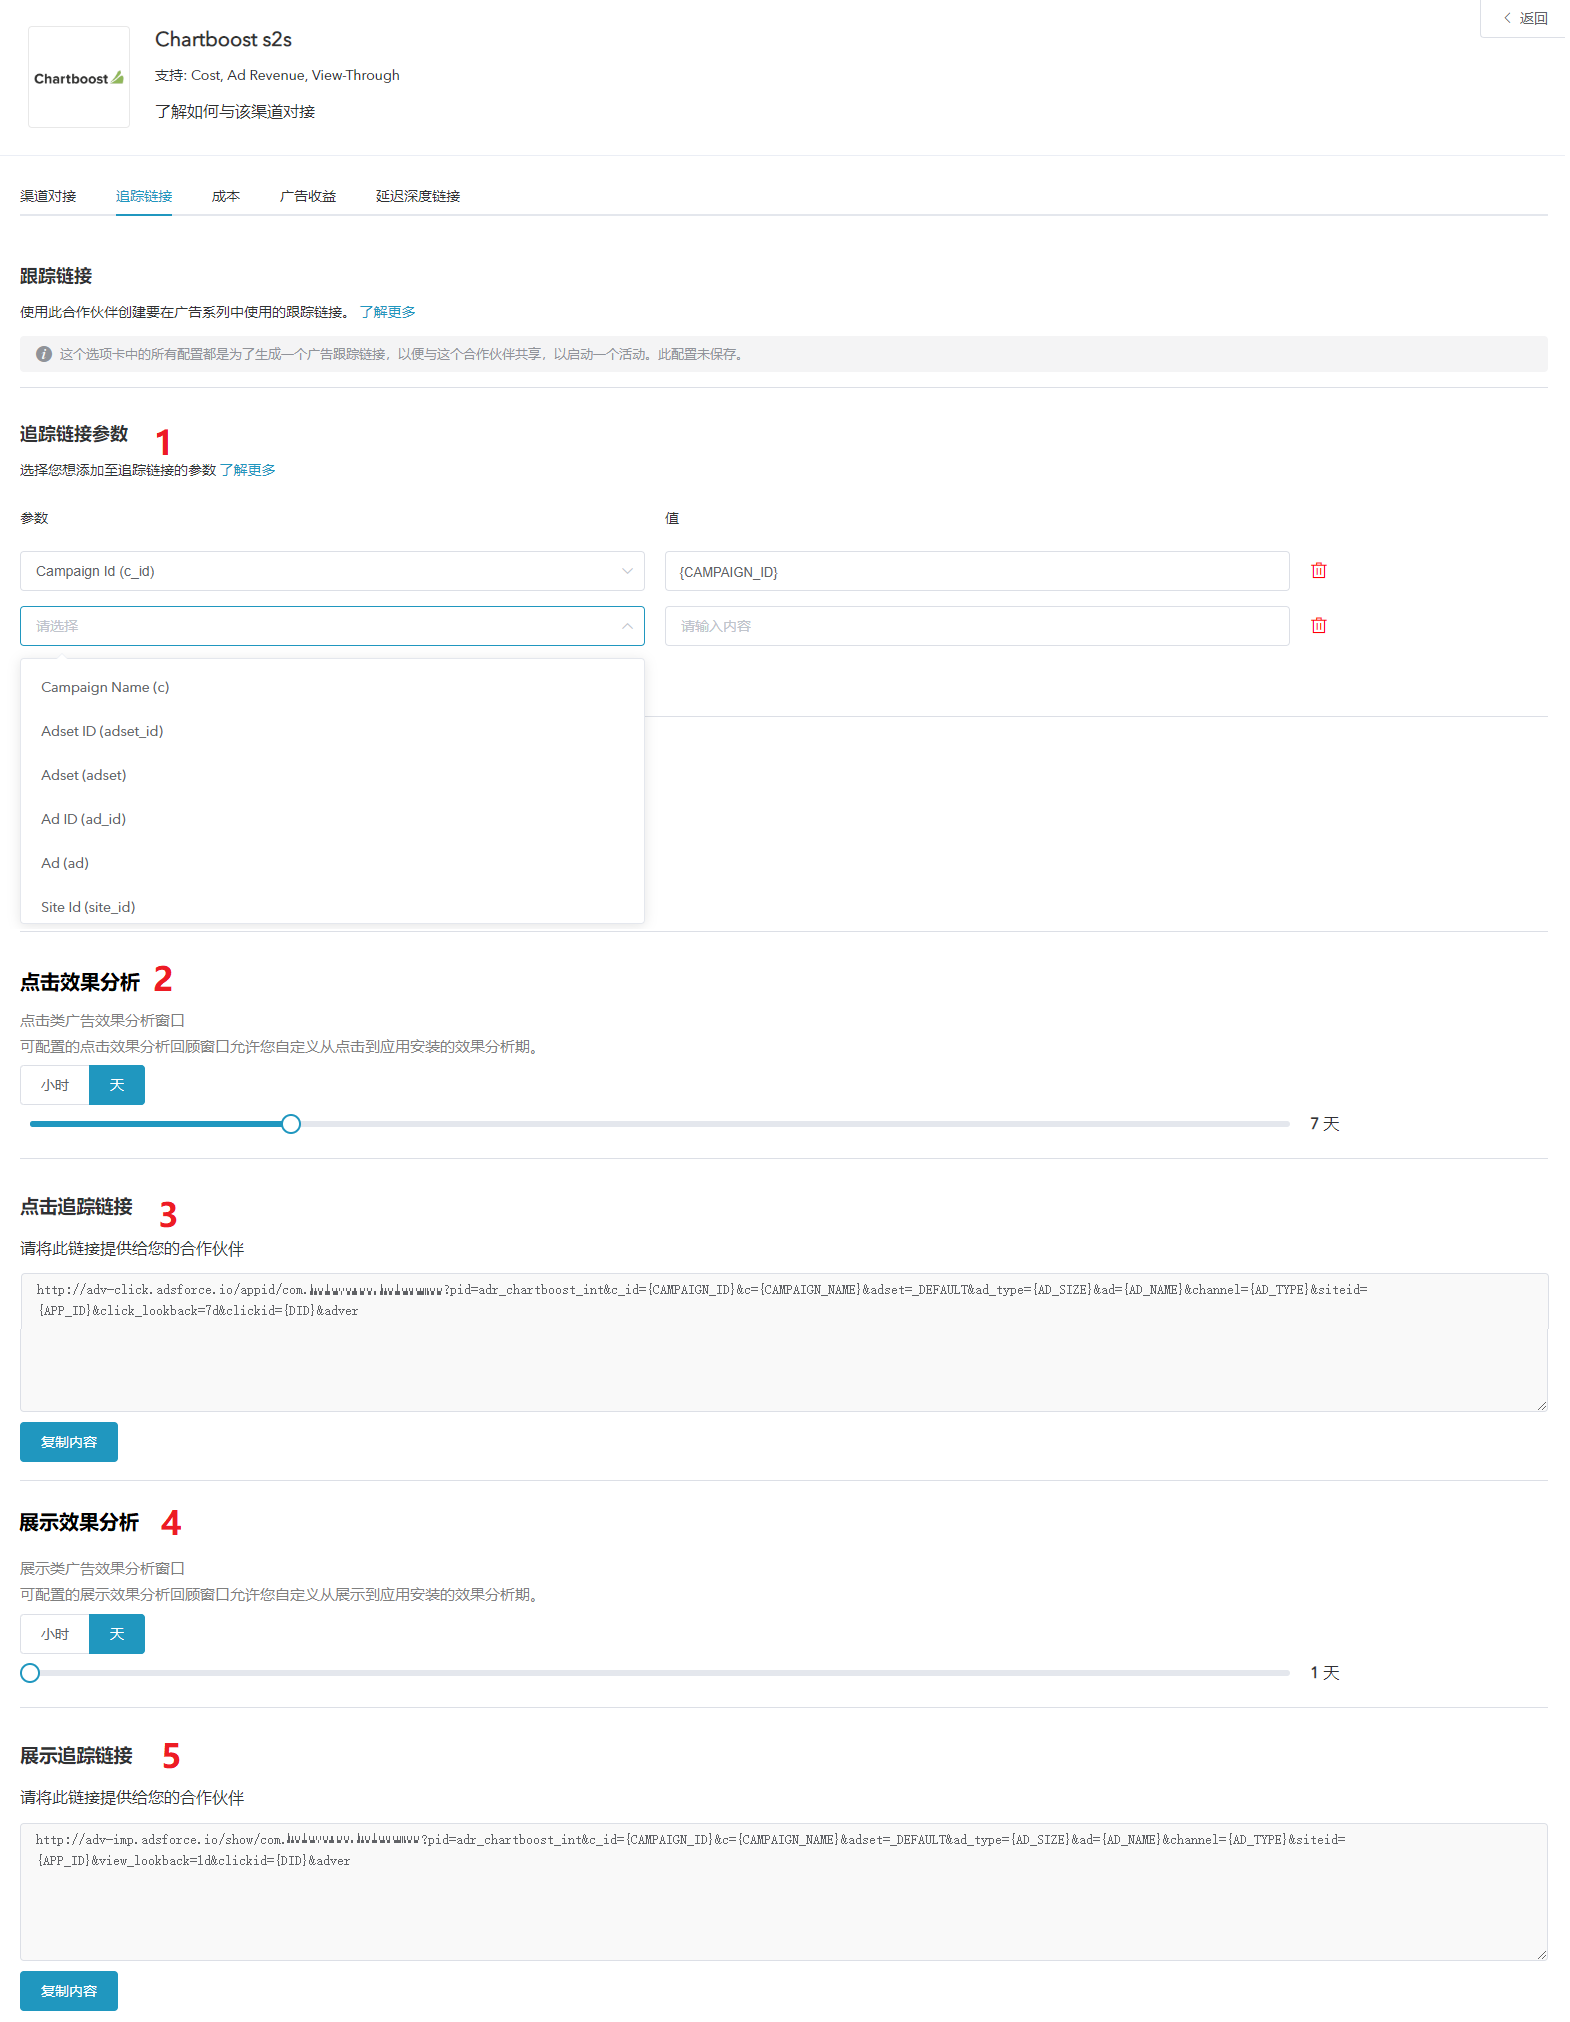 返回
Chartboost
Chartboost s2s
支持: Cost, Ad Revenue, View-Through
了解如何与该渠道对接
渠道对接 追踪链接 成本 广告收益 延迟深度链接
跟踪链接
使用此合作伙伴创建要在广告系列中使用的跟踪链接。 了解更多
这个选项卡中的所有配置都是为了生成一个广告跟踪链接，以便与这个合作伙伴共享，以启动一个活动。此配置未保存。
追踪链接参数 1
选择您想添加至追踪链接的参数 了解更多
参数 值
Campaign Id (c_id) {CAMPAIGN_ID}
请选择 请输入内容
Campaign Name (c)
Adset ID (adset_id)
Adset (adset)
Ad ID (ad_id)
Ad (ad)
Site Id (site_id)
点击效果分析 2
点击类广告效果分析窗口
可配置的点击效果分析回顾窗口允许您自定义从点击到应用安装的效果分析期。
小时 天
7 天
点击追踪链接 3
请将此链接提供给您的合作伙伴
http://adv-click.adsforce.io/appid/com. ?pid=adr_chartboost_int&c_id={CAMPAIGN_ID}&c={CAMPAIGN_NAME}&adset=_DEFAULT&ad_type={AD_SIZE}&ad={AD_NAME}&channel={AD_TYPE}&siteid=
{APP_ID}&click_lookback=7d&clickid={DID}&adver
复制内容
展示效果分析 4
展示类广告效果分析窗口
可配置的展示效果分析回顾窗口允许您自定义从展示到应用安装的效果分析期。
小时 天
1 天
展示追踪链接 5
请将此链接提供给您的合作伙伴
http://adv-imp.adsforce.io/show/com. ?pid=adr_chartboost_int&c_id={CAMPAIGN_ID}&c={CAMPAIGN_NAME}&adset=_DEFAULT&ad_type={AD_SIZE}&ad={AD_NAME}&channel={AD_TYPE}&siteid=
{APP_ID}&view_lookback=1d&clickid={DID}&adver
复制内容